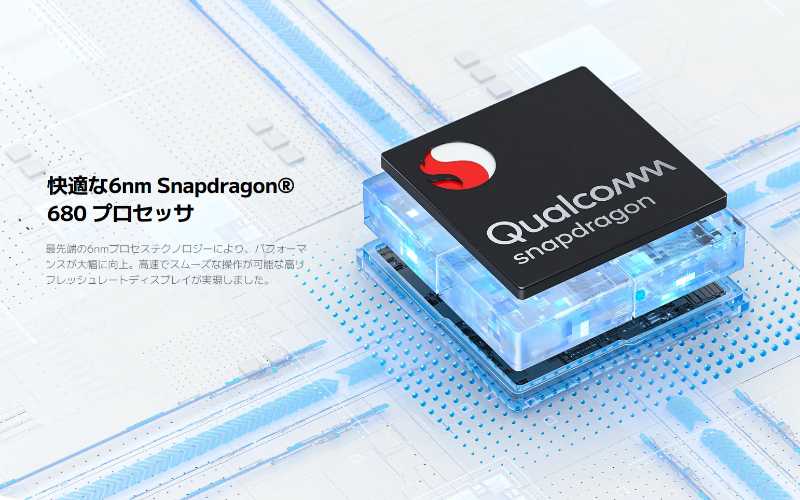 快適な6nm Snapdragon®
680 プロセッサ
最先端の6nmプロセステクノロジーにより、パフォーマ
ンスが大幅に向上。高速でスムーズな操作が可能な高リ
フレッシュレートディスプレイが実現しました。
Qualcomm
snapdragon